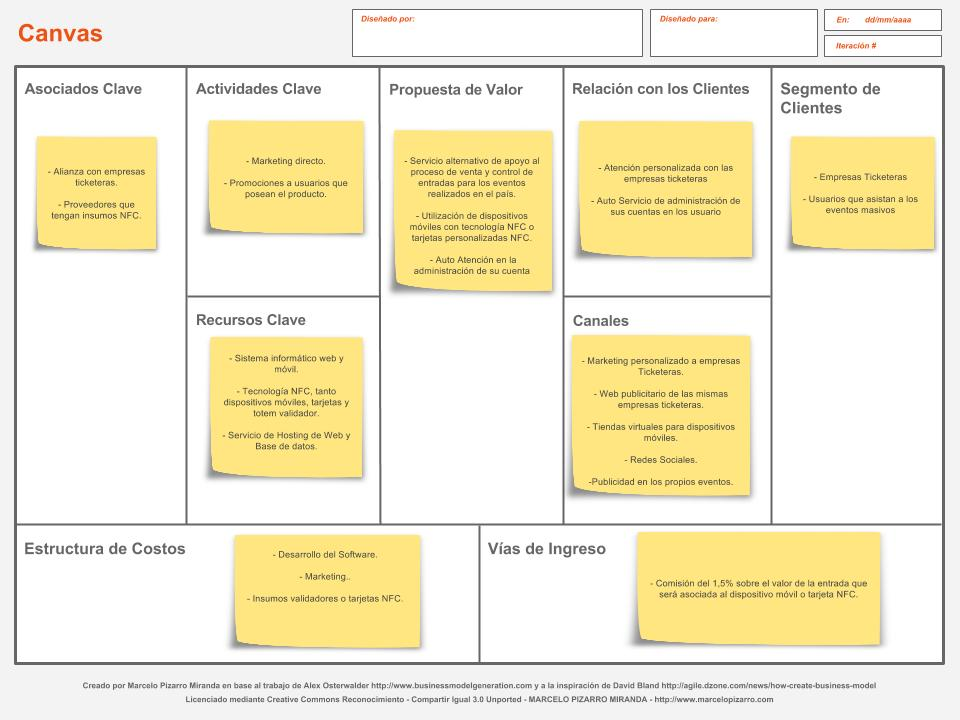 Canvas
Diseñado por:
Diseñado para:
En: dd/mm/aaaa
Iteración #
Asociados Clave
- Alianza con empresas
ticketeras.
- Proveedores que
tengan insumos NFC.
Actividades Clave
- Marketing directo.
- Promociones a usuarios que
posean el producto.
Recursos Clave
- Sistema informático web y
móvil.
- Tecnología NFC, tanto
dispositivos móviles, tarjetas y
totem validador.
- Servicio de Hosting de Web y
Base de datos.
Propuesta de Valor
- Servicio alternativo de apoyo al
proceso de venta y control de
entradas para los eventos
realizados en el país.
- Utilización de dispositivos
móviles con tecnología NFC o
tarjetas personalizadas NFC.
- Auto Atención en la
administración de su cuenta
Relación con los Clientes
- Atención personalizada con las
empresas ticketeras
- Auto Servicio de administración de
sus cuentas en los usuario
Canales
- Marketing personalizado a empresas
Ticketeras.
- Web publicitario de las mismas
empresas ticketeras.
- Tiendas virtuales para dispositivos
móviles.
- Redes Sociales.
-Publicidad en los propios eventos.
Segmento de
Clientes
- Empresas Ticketeras
- Usuarios que asistan a los
eventos masivos
Estructura de Costos
- Desarrollo del Software.
- Marketing..
- Insumos validadores o tarjetas NFC.
Vías de Ingreso
- Comisión del 1,5% sobre el valor de la entrada que
será asociada al dispositivo móvil o tarjeta NFC.
Creado por Marcelo Pizarro Miranda en base al trabajo de Alex Osterwalder http://www.businessmodelgeneration.com y a la inspiración de David Bland http://agile.dzone.com/news/how-create-business-model
Licenciado mediante Creative Commons Reconocimiento - Compartir Igual 3.0 Unported - MARCELO PIZARRO MIRANDA - http://www.marcelopizarro.com